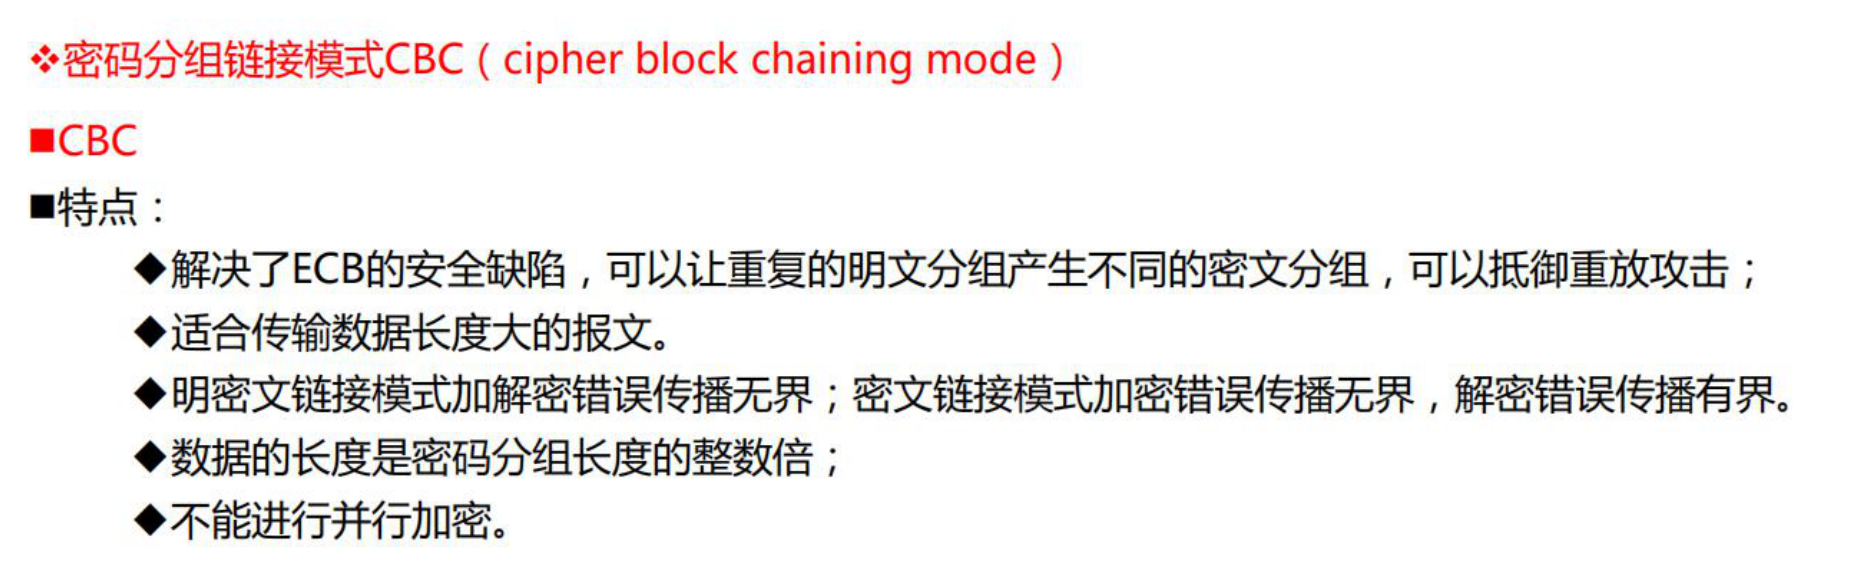 ❖密码分组链接模式CBC（cipher block chaining mode）
■CBC
■特点：
◆解决了ECB的安全缺陷，可以让重复的明文分组产生不同的密文分组，可以抵御重放攻击；
◆适合传输数据长度大的报文。
◆明密文链接模式加解密错误传播无界；密文链接模式加密错误传播无界，解密错误传播有界。
◆数据的长度是密码分组长度的整数倍；
◆不能进行并行加密。